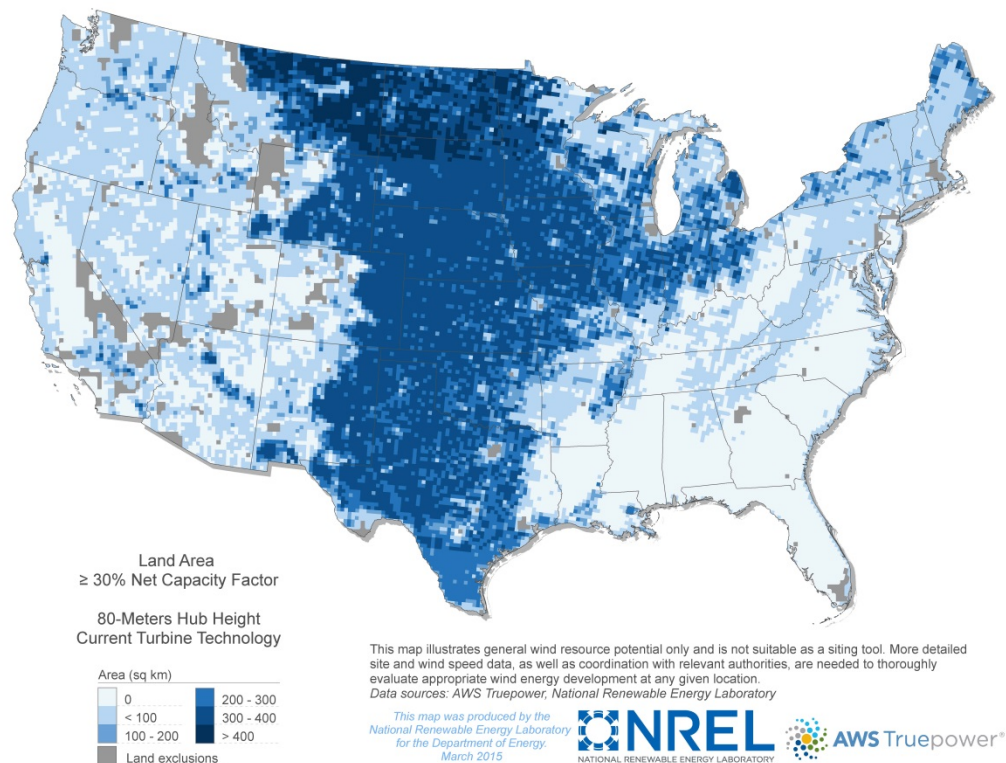 Land Area
≥ 30% Net Capacity Factor
80-Meters Hub Height
Current Turbine Technology
Area (sq km)
0
< 100
100 - 200
200 - 300
300 - 400
> 400
Land exclusions
This map illustrates general wind resource potential only and is not suitable as a siting tool. More detailed
site and wind speed data, as well as coordination with relevant authorities, are needed to thoroughly
evaluate appropriate wind energy development at any given location.
Data sources: AWS Truepower, National Renewable Energy Laboratory
This map was produced by the
National Renewable Energy Laboratory
for the Department of Energy.
March 2015
NREL
NATIONAL RENEWABLE ENERGY LABORATORY
AWS Truepower®